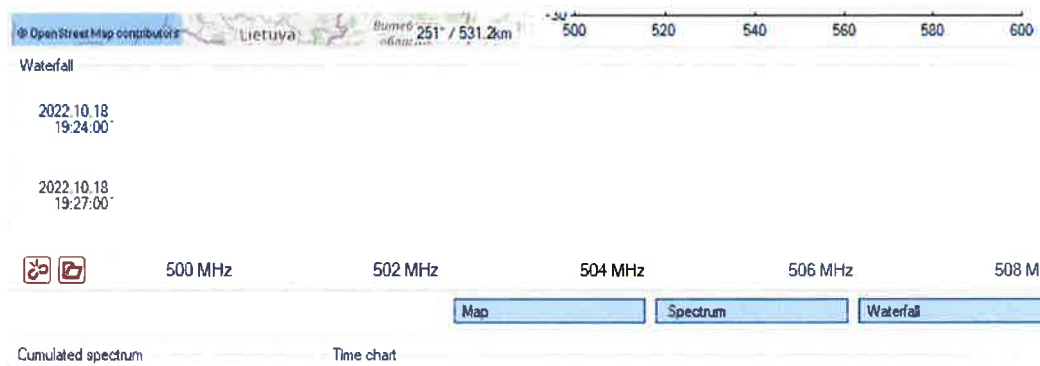 © OpenStreetMap contributors Lietuva 251° / 531.2km
500 520 540 560 580 600
Waterfall
2022.10.18
19:24:00
2022.10.18
19:27:00
500 MHz 502 MHz 504 MHz 506 MHz 508 M
Map Spectrum Waterfall
Cumulated spectrum Time chart